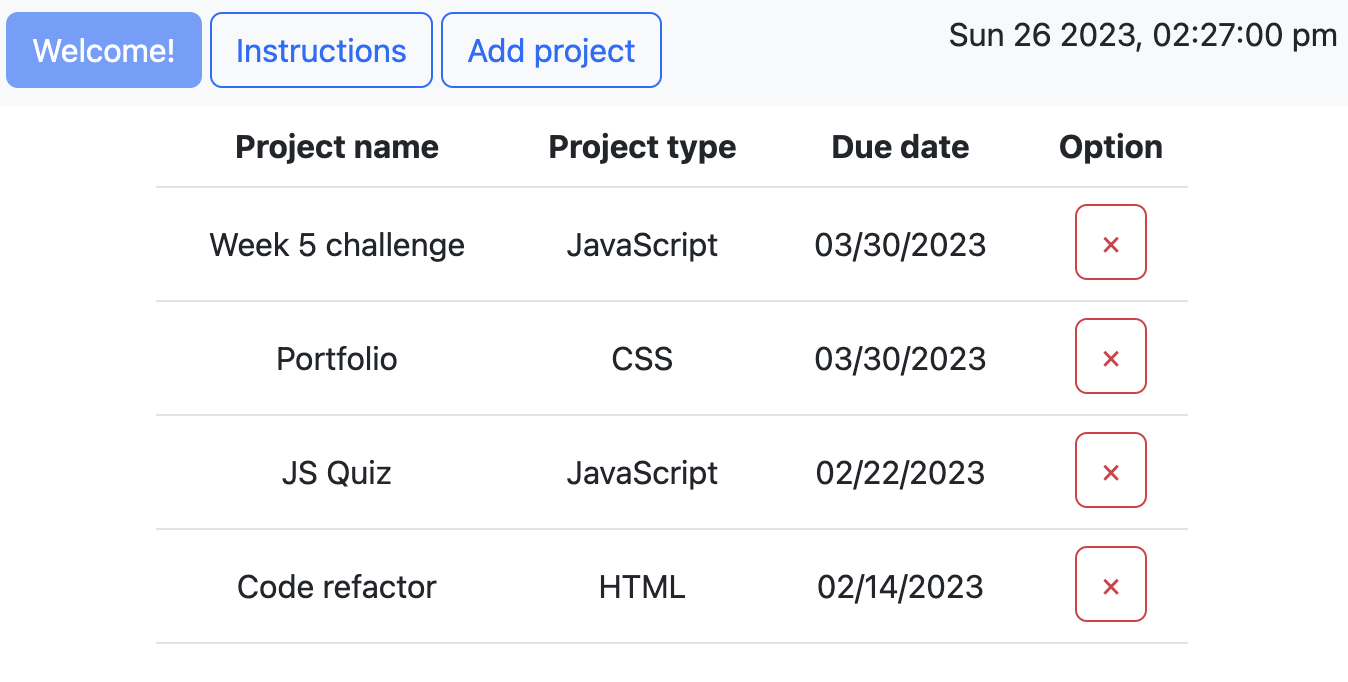 Welcome! Instructions Add project Sun 26 2023, 02:27:00 pm
Project name Project type Due date Option
Week 5 challenge JavaScript 03/30/2023 ×
Portfolio CSS 03/30/2023 ×
JS Quiz JavaScript 02/22/2023 ×
Code refactor HTML 02/14/2023 ×